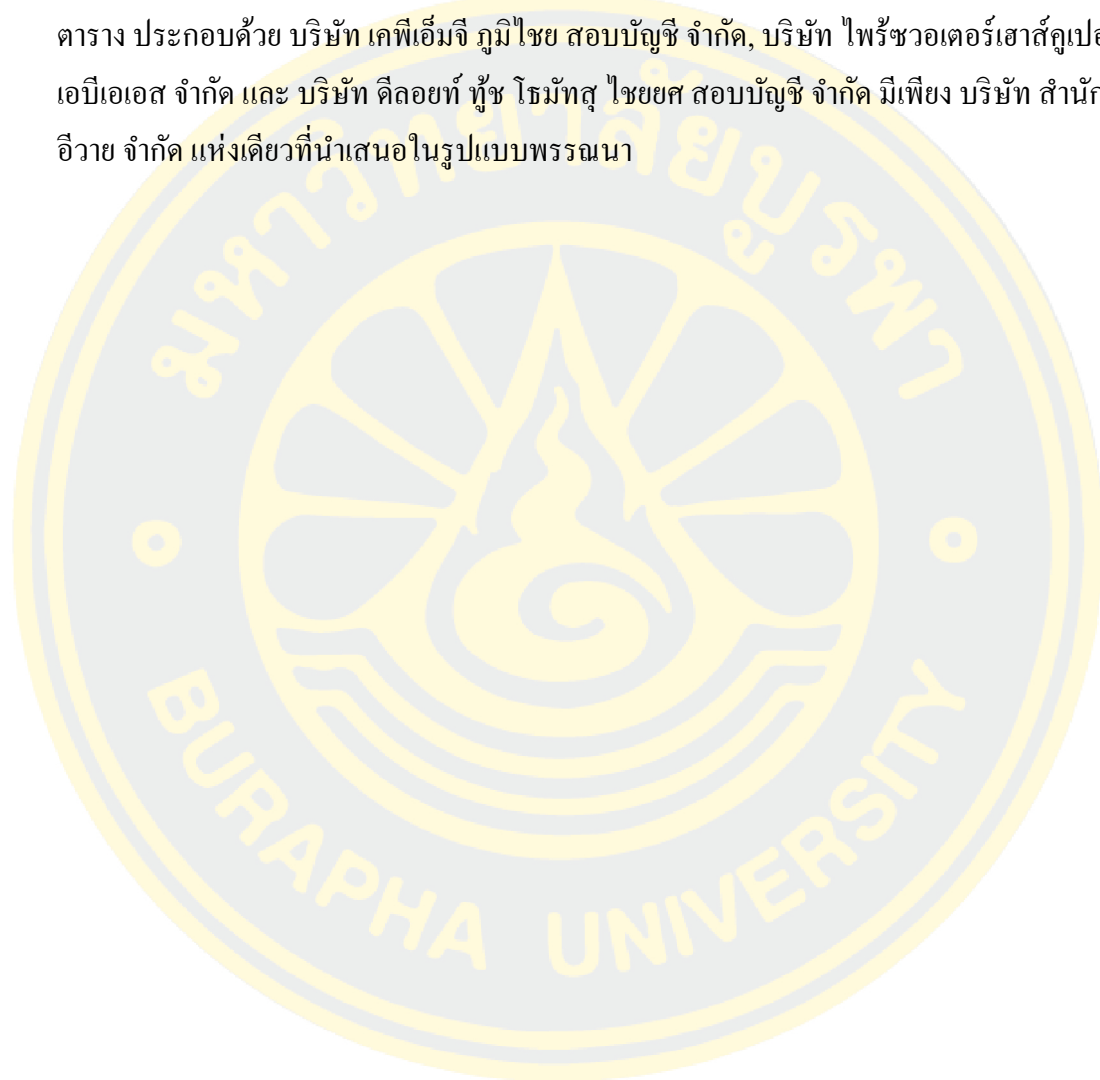 ตาราง ประกอบด้วย บริษัท เคพีเอ็มจี ภูมิไชย สอบบัญชี จำกัด, บริษัท ไพร้ซวอเตอร์เฮาส์คูเปอ
เอบีเอเอส จำกัด และ บริษัท ดีลอยท์ ทู้ช โธมัทสุ ไชยยศ สอบบัญชี จำกัด มีเพียง บริษัท สำนัก
อีวาย จำกัด แห่งเดียวที่นำเสนอในรูปแบบพรรณนา
มหาวิทยาลัยบูรพา
BURAPHA UNIVERSITY